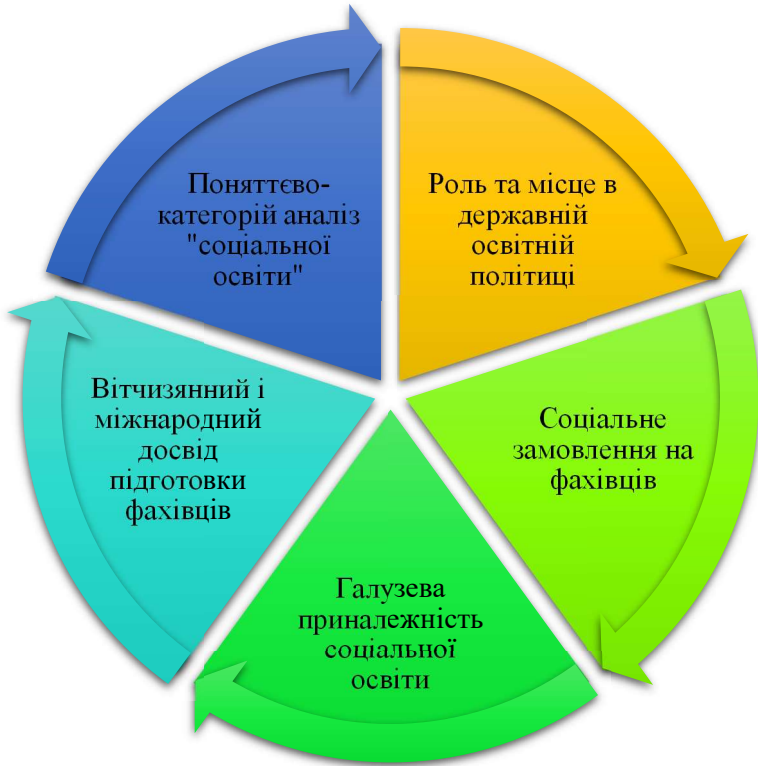 Поняттєво-
категорій аналіз
"соціальної
освіти"
Роль та місце в
державній
освітній
політиці
Соціальне
замовлення на
фахівців
Галузева
приналежність
соціальної
освіти
Вітчизянний і
міжнародний
досвід
підготовки
фахівців